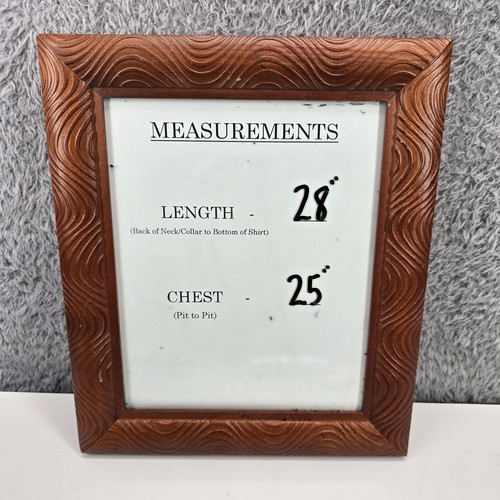 MEASUREMENTS
LENGTH - 28"
(Back of Neck/Collar to Bottom of Shirt)
CHEST - 25"
(Pit to Pit)